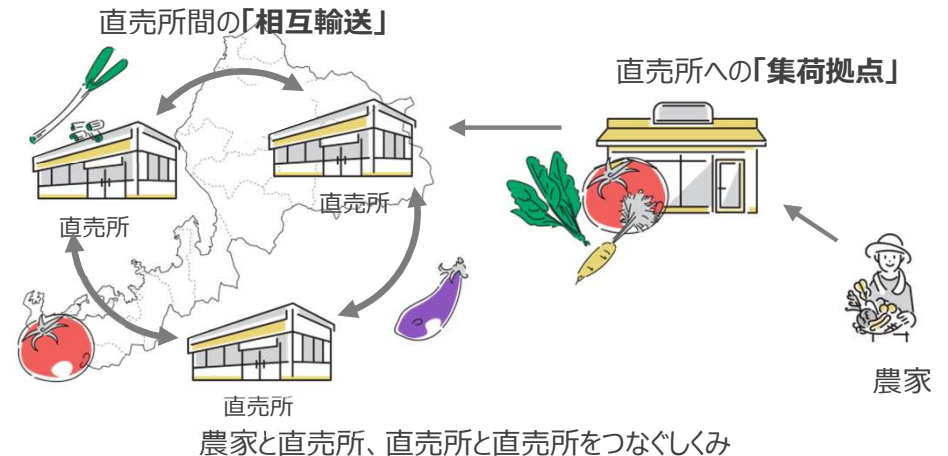 直売所間の「相互輸送」
直売所への「集荷拠点」
直売所
直売所
直売所
農家
農家と直売所、直売所と直売所をつなぐしくみ